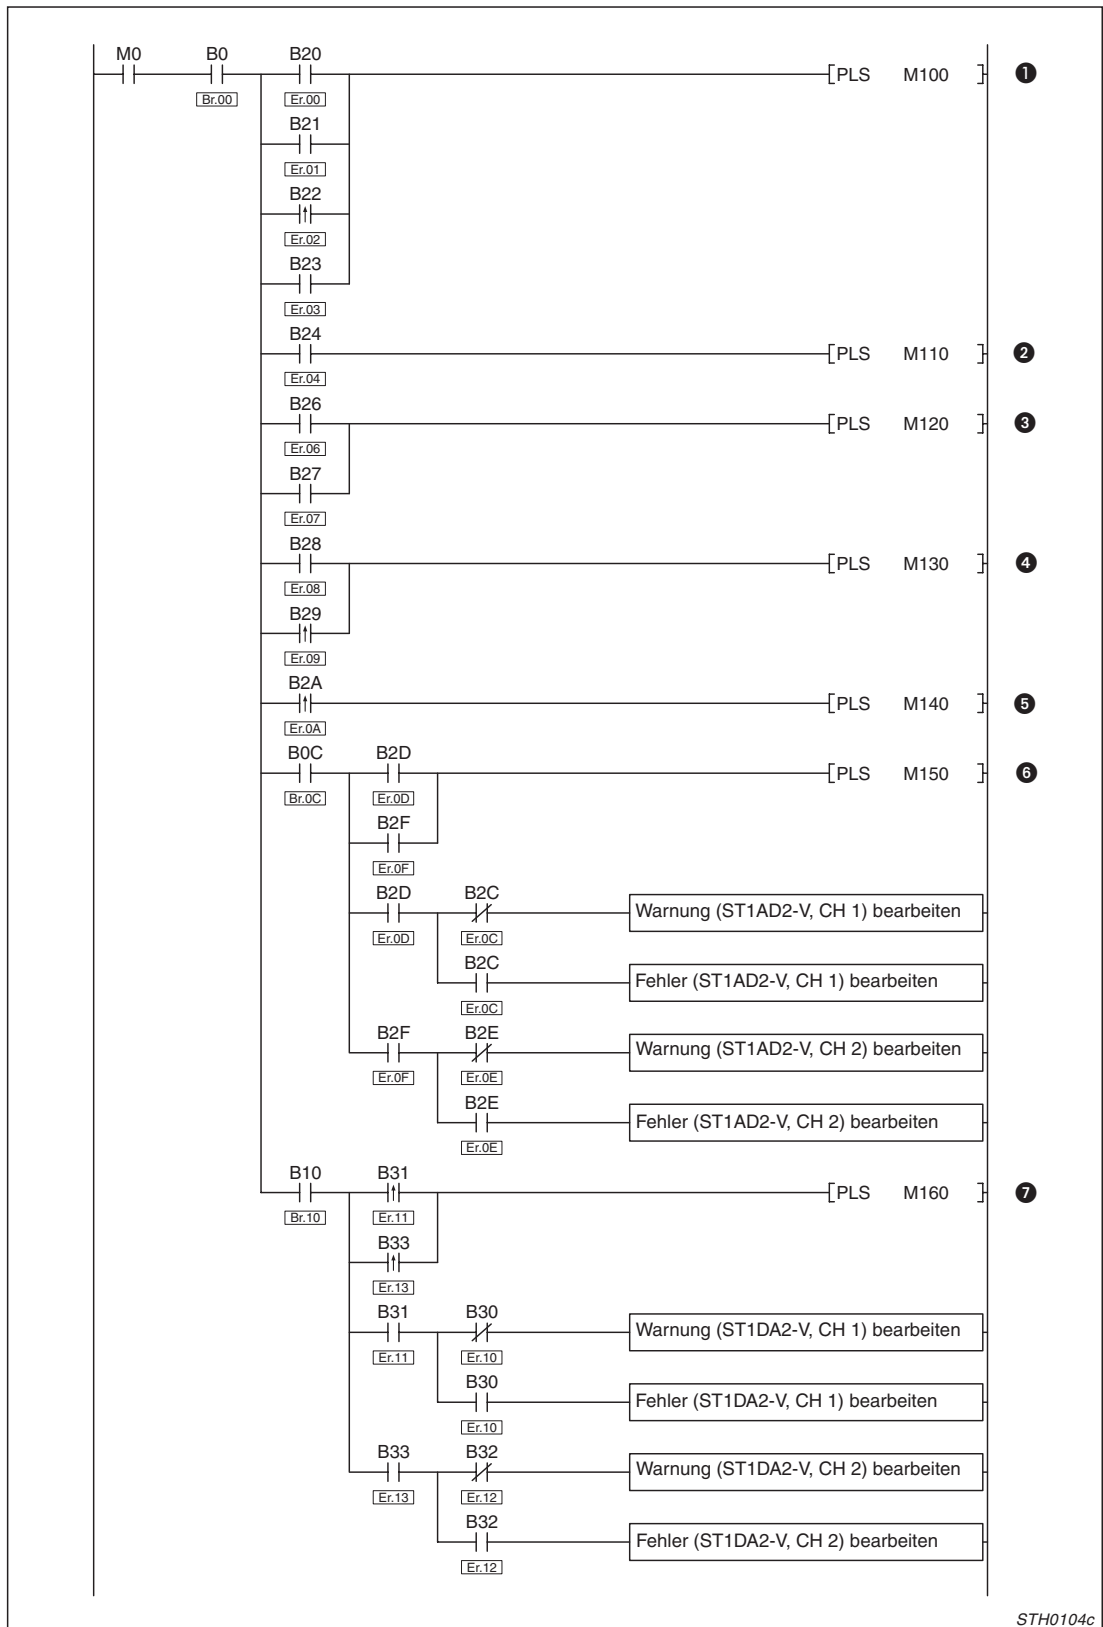 M0 B0 B20
[PLS M100 ] 1
Br.00 Er.00
B21
Er.01
B22
Er.02
B23
Er.03
B24
[PLS M110 ] 2
Er.04
B26
[PLS M120 ] 3
Er.06
B27
Er.07
B28
[PLS M130 ] 4
Er.08
B29
Er.09
B2A
[PLS M140 ] 5
Er.0A
B0C B2D
[PLS M150 ] 6
Br.0C Er.0D
B2F
Er.0F
B2D B2C
Warnung (ST1AD2-V, CH 1) bearbeiten
Er.0D Er.0C
B2C
Fehler (ST1AD2-V, CH 1) bearbeiten
Er.0C
B2F B2E
Warnung (ST1AD2-V, CH 2) bearbeiten
Er.0F Er.0E
B2E
Fehler (ST1AD2-V, CH 2) bearbeiten
Er.0E
B10 B31
[PLS M160 ] 7
Br.10 Er.11
B33
Er.13
B31 B30
Warnung (ST1DA2-V, CH 1) bearbeiten
Er.11 Er.10
B30
Fehler (ST1DA2-V, CH 1) bearbeiten
Er.10
B33 B32
Warnung (ST1DA2-V, CH 2) bearbeiten
Er.13 Er.12
B32
Fehler (ST1DA2-V, CH 2) bearbeiten
Er.12
STH0104c